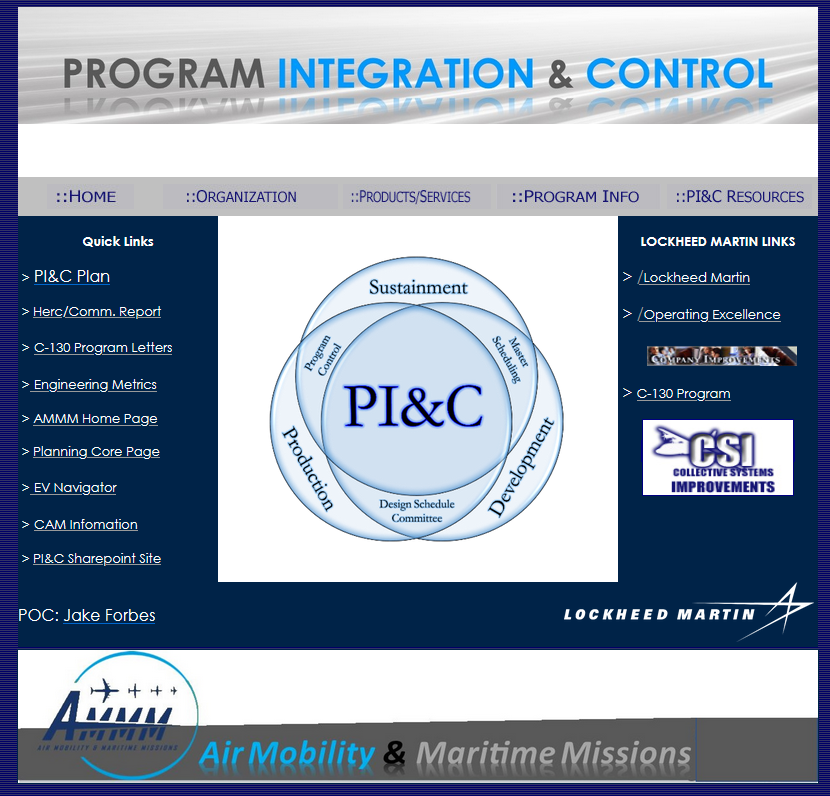 PROGRAM INTEGRATION & CONTROL
::HOME
::ORGANIZATION
::PRODUCTS/SERVICES
::PROGRAM INFO
::PI&C RESOURCES
Quick Links
> PI&C Plan
> Herc/Comm. Report
> C-130 Program Letters
> Engineering Metrics
> AMMM Home Page
> Planning Core Page
> EV Navigator
> CAM Infomation
> PI&C Sharepoint Site
Sustainment
Program
Control
Master
Scheduling
PI&C
Production
Development
Design Schedule
Committee
LOCKHEED MARTIN LINKS
> /Lockheed Martin
> /Operating Excellence
COMPANY IMPROVEMENTS
> C-130 Program
CSI
COLLECTIVE SYSTEMS
IMPROVEMENTS
POC: Jake Forbes
LOCKHEED MARTIN
AMMM
AIR MOBILITY & MARITIME MISSIONS
Air Mobility & Maritime Missions